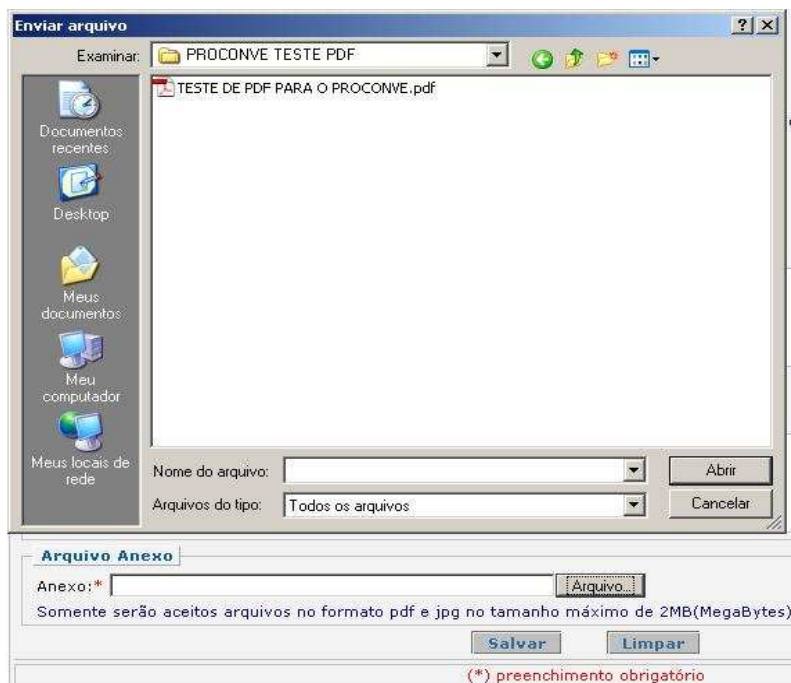 Enviar arquivo
Examinar: PROCONVE TESTE PDF
TESTE DE PDF PARA O PROCONVE.pdf
Documentos
recentes
Desktop
Meus
documentos
Meu
computador
Meus locais de
rede
Nome do arquivo:
Abrir
Arquivos do tipo: Todos os arquivos
Cancelar
Arquivo Anexo
Anexo:* Arquivo...
Somente serão aceitos arquivos no formato pdf e jpg no tamanho máximo de 2MB(MegaBytes)
Salvar Limpar
(*) preenchimento obrigatório